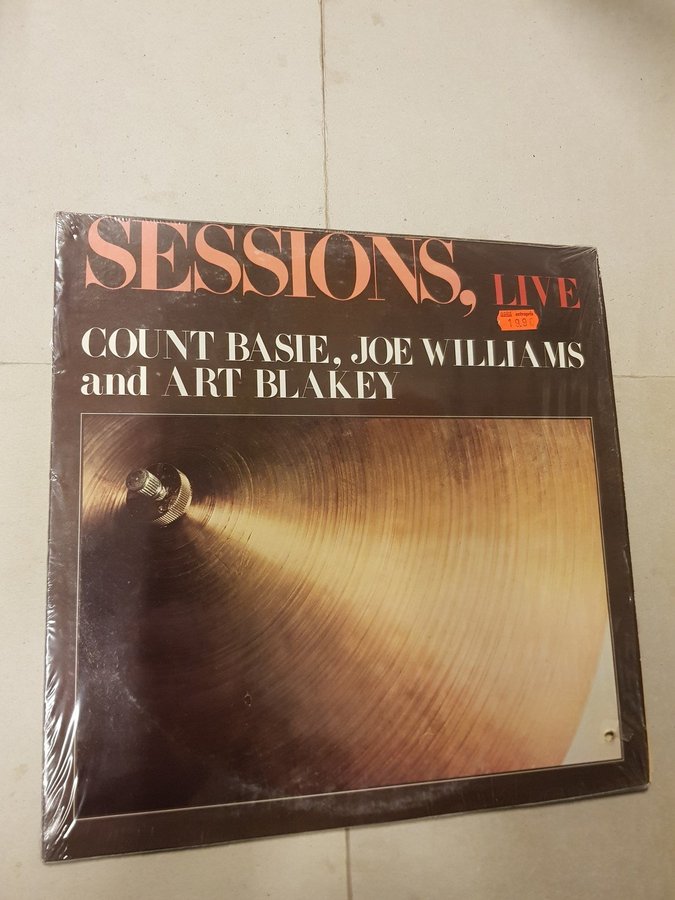 SESSIONS, LIVE
COUNT BASIE, JOE WILLIAMS
and ART BLAKEY